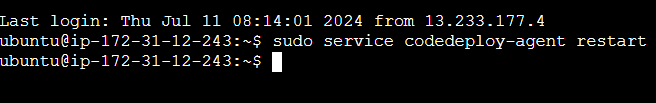 Last login: Thu Jul 11 08:14:01 2024 from 13.233.177.4
ubuntu@ip-172-31-12-243:~$ sudo service codedeploy-agent restart
ubuntu@ip-172-31-12-243:~$